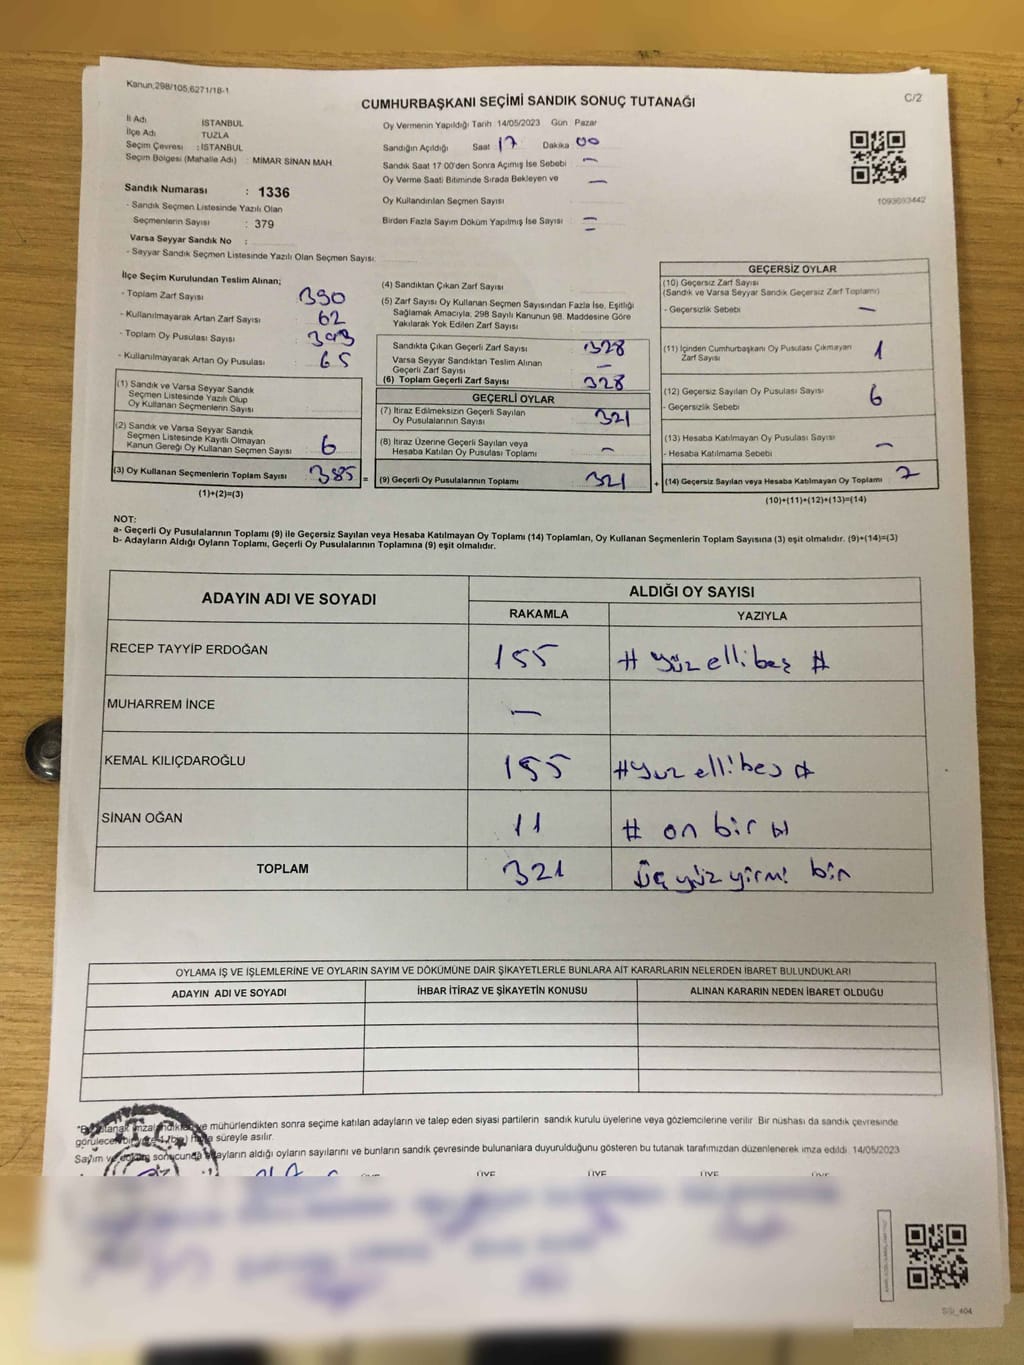 Kanun,298/105,6271/18-1
CUMHURBAŞKANI SEÇİMİ SANDIK SONUÇ TUTANAĞI
C/2
İl Adı İSTANBUL
İlçe Adı TUZLA
Seçim Çevresi : İSTANBUL
Seçim Bölgesi (Mahalle Adı) : MİMAR SİNAN MAH.
Oy Vermenin Yapıldığı Tarih 14/05/2023 Gün Pazar
Sandığın Açıldığı Saat 17 Dakika 00
Sandık Saat 17:00'den Sonra Açımış İse Sebebi —
Oy Verme Saati Bitiminde Sırada Bekleyen ve —
Oy Kullandırılan Seçmen Sayısı
Birden Fazla Sayım Döküm Yapılmış İse Sayısı =
1093693442
Sandık Numarası : 1336
- Sandık Seçmen Listesinde Yazılı Olan
Seçmenlerin Sayısı : 379
Varsa Seyyar Sandık No :
- Seyyar Sandık Seçmen Listesinde Yazılı Olan Seçmen Sayısı:
İlçe Seçim Kurulundan Teslim Alınan;
- Toplam Zarf Sayısı 390
- Kullanılmayarak Artan Zarf Sayısı 62
- Toplam Oy Pusulası Sayısı 393
- Kullanılmayarak Artan Oy Pusulası 65
(1) Sandık ve Varsa Seyyar Sandık
Seçmen Listesinde Yazılı Olup
Oy Kullanan Seçmenlerin Sayısı
(2) Sandık ve Varsa Seyyar Sandık
Seçmen Listesinde Kayıtlı Olmayan
Kanun Gereği Oy Kullanan Seçmen Sayısı 6
(3) Oy Kullanan Seçmenlerin Toplam Sayısı 385 =
(1)+(2)=(3)
(4) Sandıktan Çıkan Zarf Sayısı
(5) Zarf Sayısı Oy Kullanan Seçmen Sayısından Fazla İse, Eşitliği
Sağlamak Amacıyla, 298 Sayılı Kanunun 98. Maddesine Göre
Yakılarak Yok Edilen Zarf Sayısı
Sandıkta Çıkan Geçerli Zarf Sayısı 328
Varsa Seyyar Sandıktan Teslim Alınan
Geçerli Zarf Sayısı —
(6) Toplam Geçerli Zarf Sayısı 328
GEÇERLİ OYLAR
(7) İtiraz Edilmeksizin Geçerli Sayılan
Oy Pusulalarının Sayısı 321
(8) İtiraz Üzerine Geçerli Sayılan veya
Hesaba Katılan Oy Pusulası Toplamı —
(9) Geçerli Oy Pusulalarının Toplamı 321 +
GEÇERSİZ OYLAR
(10) Geçersiz Zarf Sayısı
(Sandık ve Varsa Seyyar Sandık Geçersiz Zarf Toplamı)
- Geçersizlik Sebebi —
(11) İçinden Cumhurbaşkanı Oy Pusulası Çıkmayan
Zarf Sayısı 1
(12) Geçersiz Sayılan Oy Pusulası Sayısı 6
- Geçersizlik Sebebi
(13) Hesaba Katılmayan Oy Pusulası Sayısı —
- Hesaba Katılmama Sebebi
(14) Geçersiz Sayılan veya Hesaba Katılmayan Oy Toplamı 7
(10)+(11)+(12)+(13)=(14)
NOT:
a- Geçerli Oy Pusulalarının Toplamı (9) ile Geçersiz Sayılan veya Hesaba Katılmayan Oy Toplamı (14) Toplamları, Oy Kullanan Seçmenlerin Toplam Sayısına (3) eşit olmalıdır. (9)+(14)=(3)
b- Adayların Aldığı Oyların Toplamı, Geçerli Oy Pusulalarının Toplamına (9) eşit olmalıdır.
ADAYIN ADI VE SOYADI
ALDIĞI OY SAYISI
RAKAMLA YAZIYLA
RECEP TAYYİP ERDOĞAN 155 # yüz elli beş #
MUHARREM İNCE —
KEMAL KILIÇDAROĞLU 155 # yüz elli beş #
SİNAN OĞAN 11 # on bir #
TOPLAM 321 Üç yüz yirmi bir
OYLAMA İŞ VE İŞLEMLERİNE VE OYLARIN SAYIM VE DÖKÜMÜNE DAİR ŞİKAYETLERLE BUNLARA AİT KARARLARIN NELERDEN İBARET BULUNDUKLARI
ADAYIN ADI VE SOYADI İHBAR İTİRAZ VE ŞİKAYETİN KONUSU ALINAN KARARIN NEDEN İBARET OLDUĞU
mühürlendikten sonra seçime katılan adayların ve talep eden siyasi partilerin sandık kurulu üyelerine veya gözlemcilerine verilir. Bir nüshası da sandık çevresinde
süreyle asılır.
Sayım ve döküm sonucunda adayların aldığı oyların sayılarını ve bunların sandık çevresinde bulunanlara duyurulduğunu gösteren bu tutanak tarafımızdan düzenlenerek imza edildi. 14/05/2023
ÜYE ÜYE ÜYE ÜYE ÜYE
T.C.
SSI_404